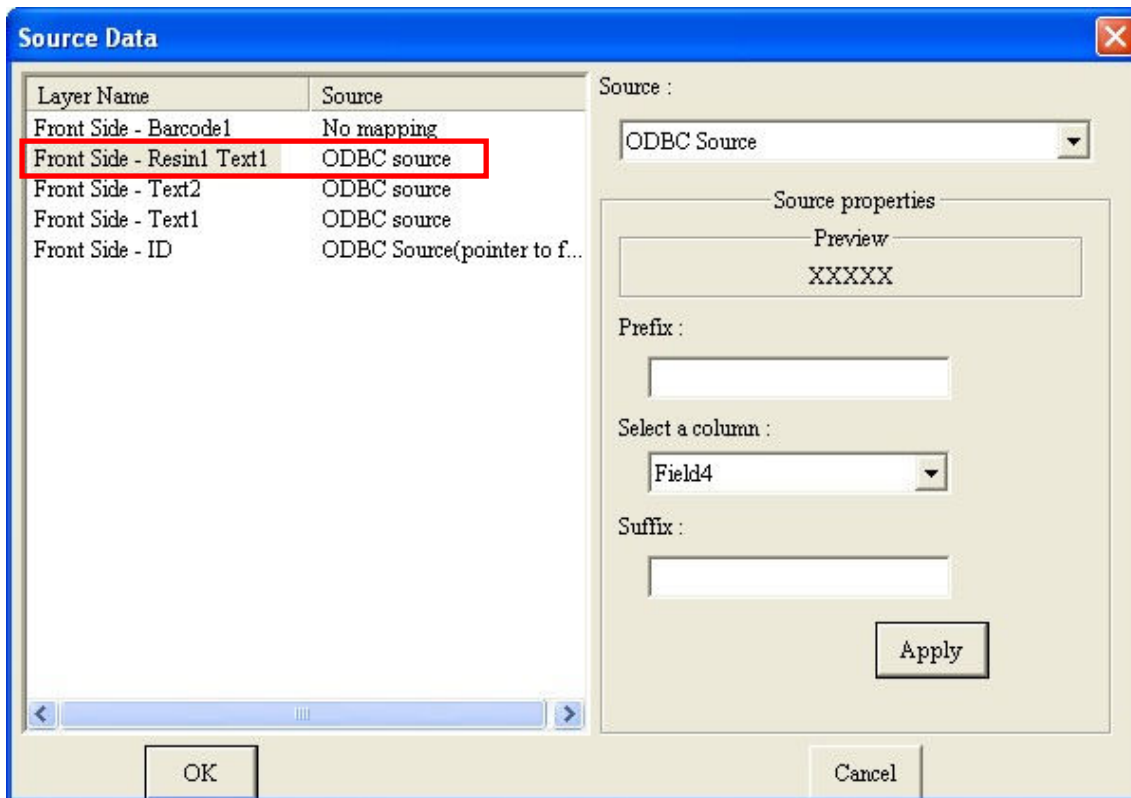 Source Data
Layer Name Source
Front Side - Barcode1 No mapping
Front Side - Resin1 Text1 ODBC source
Front Side - Text2 ODBC source
Front Side - Text1 ODBC source
Front Side - ID ODBC Source(pointer to f...
OK
Source :
ODBC Source
Source properties
Preview
XXXXX
Prefix :
Select a column :
Field4
Suffix :
Apply
Cancel